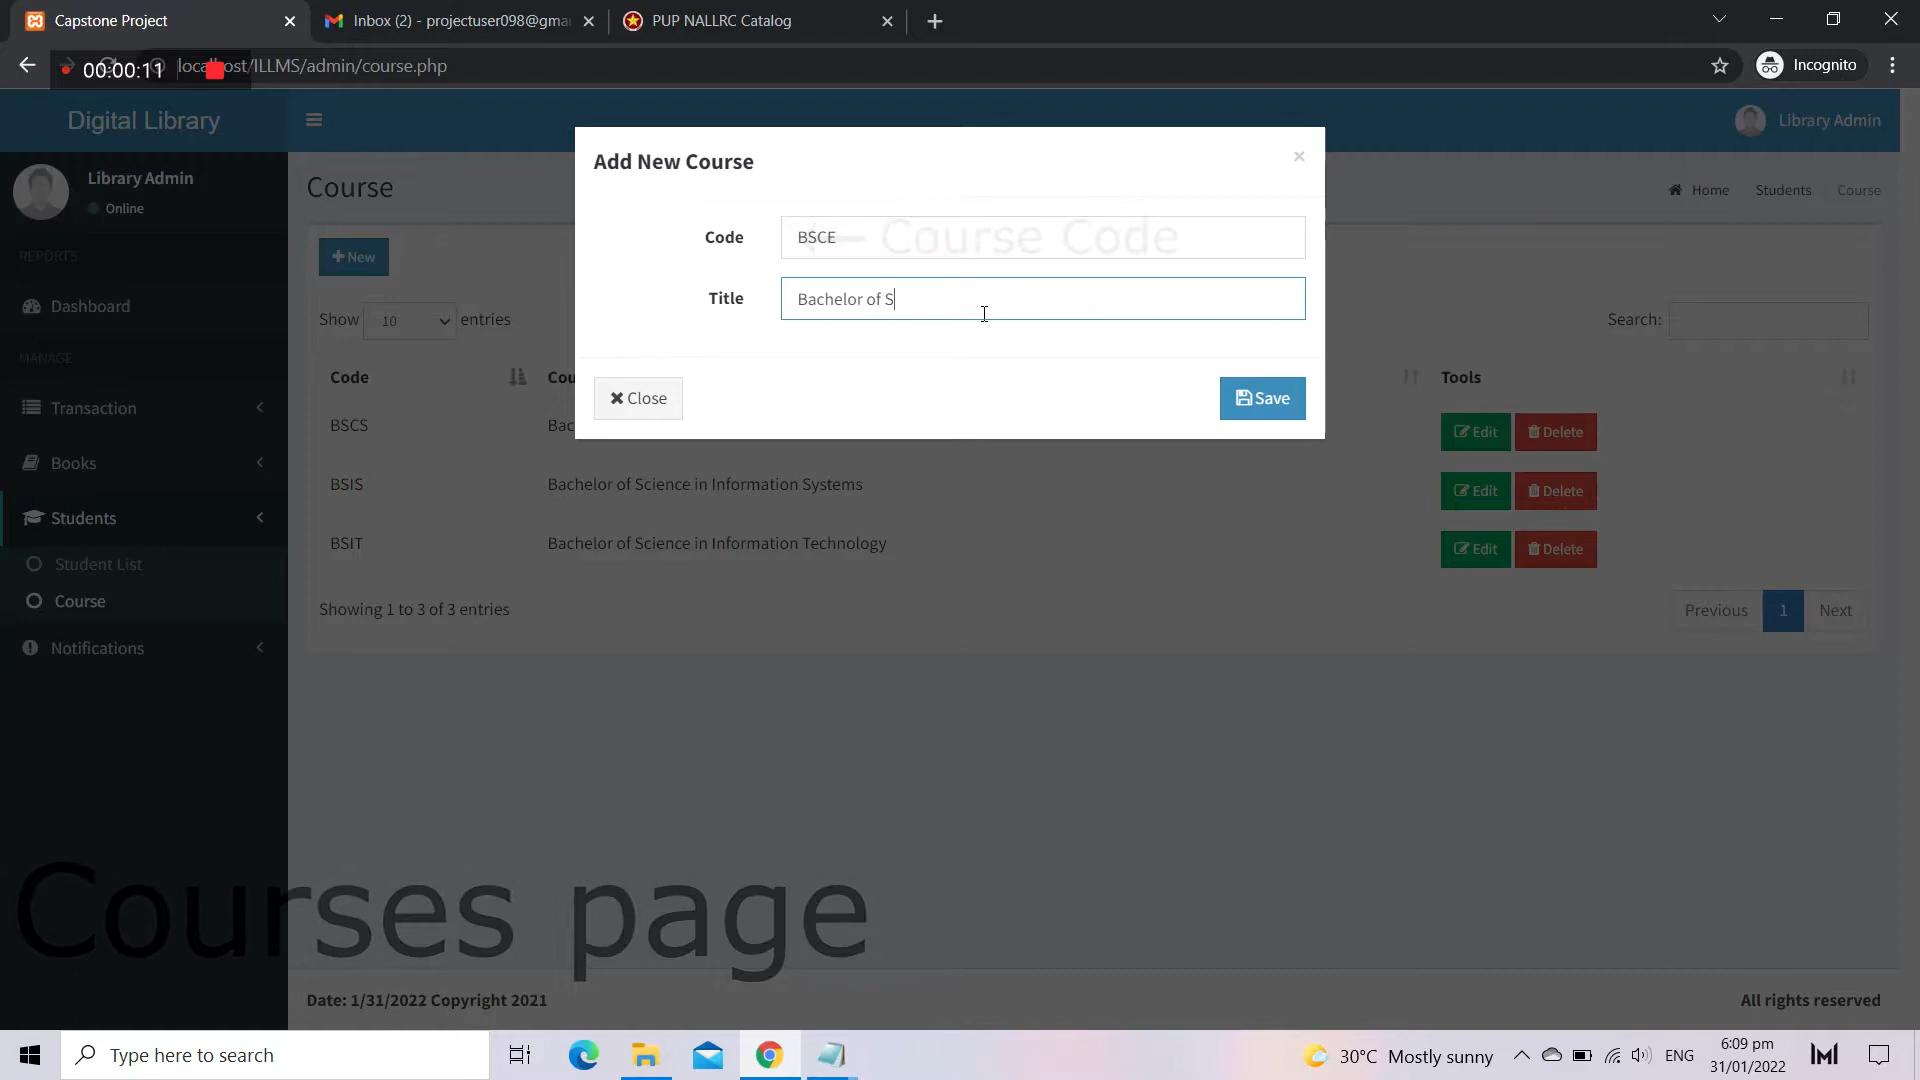 Capstone Project
Inbox (2) - projectuser098@gma
PUP NALLRC Catalog
00:00:11
localhost/ILLMS/admin/course.php
Incognito
Digital Library
Library Admin
Library Admin
Online
REPORTS
Dashboard
MANAGE
Transaction
Books
Students
Student List
Course
Notifications
Course
Home
Students
Course
New
Show 10 entries
Search:
Code
Cou
Tools
BSCS
Bac
Edit
Delete
BSIS
Bachelor of Science in Information Systems
Edit
Delete
BSIT
Bachelor of Science in Information Technology
Edit
Delete
Showing 1 to 3 of 3 entries
Previous
1
Next
Add New Course
×
Code
BSCE
Course Code
Title
Bachelor of S
Close
Save
Courses page
Date: 1/31/2022 Copyright 2021
All rights reserved
Type here to search
30°C Mostly sunny
ENG
6:09 pm
31/01/2022